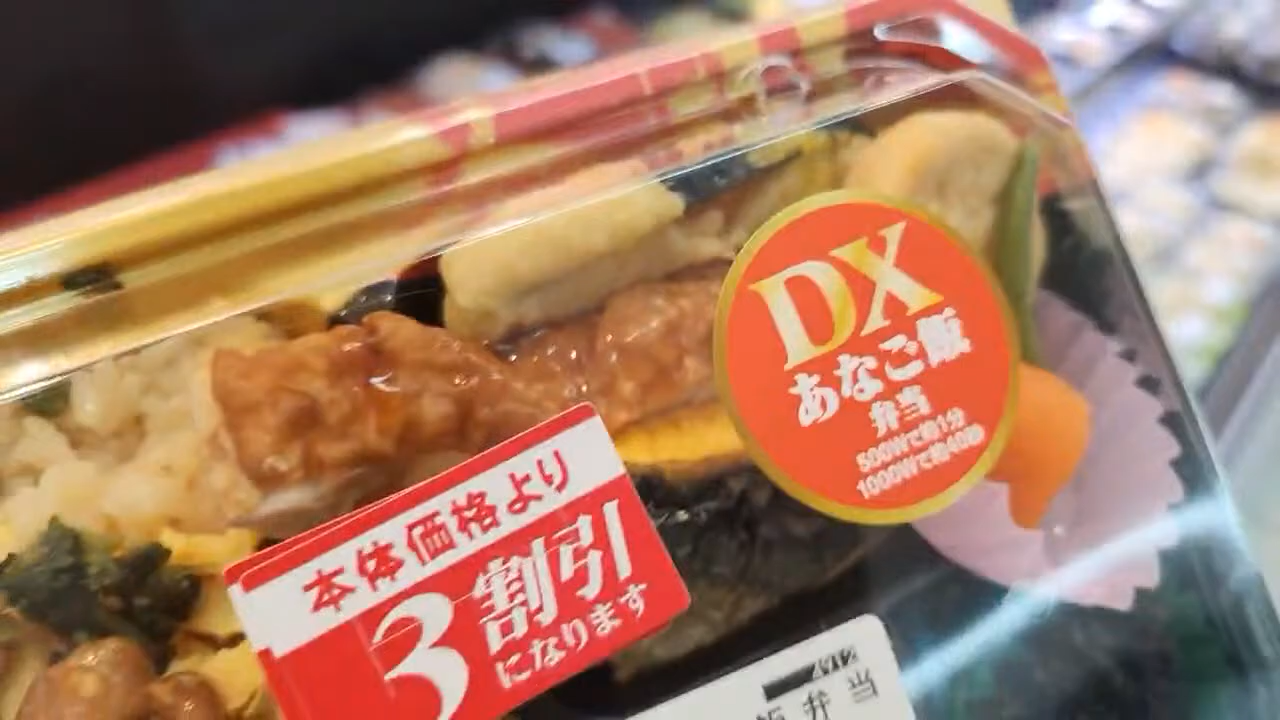 DX
あなご飯
弁当
500Wで約1分
1000Wで約40秒
本体価格より
3割引
になります
飯弁当